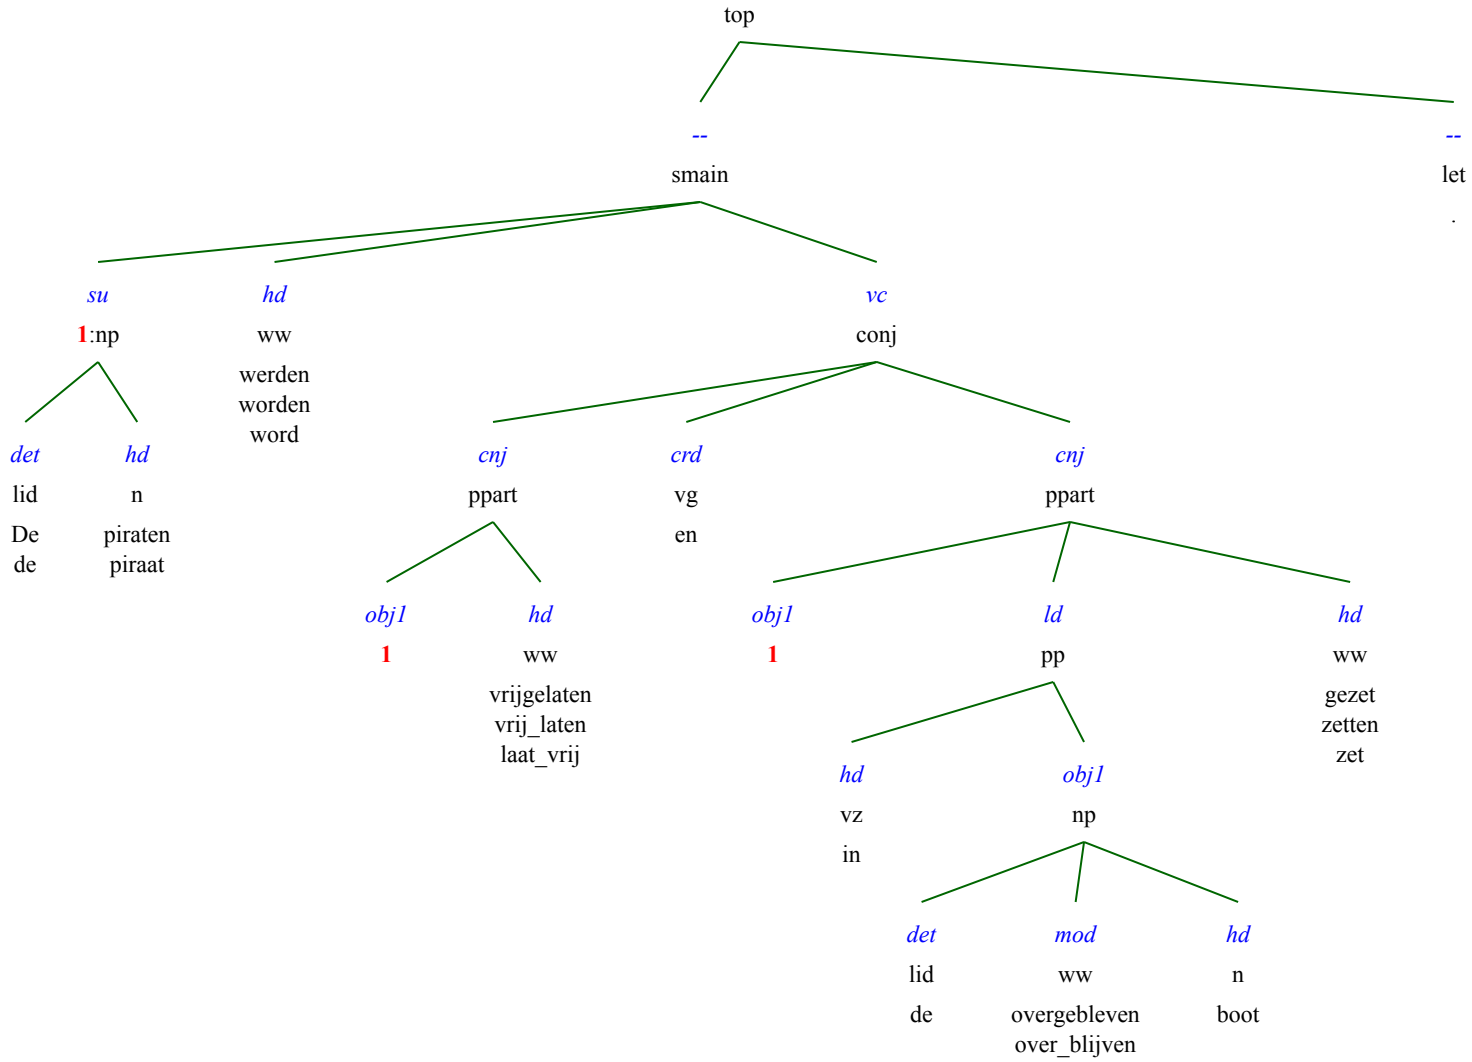 top
-- --
smain let
.
su hd vc
1:np ww conj
werden
worden
word
det hd cnj crd cnj
lid n ppart vg ppart
De piraten en
de piraat
obj1 hd obj1 ld hd
1 ww 1 pp ww
vrijgelaten gezet
vrij_laten zetten
laat_vrij zet
hd obj1
vz np
in
det mod hd
lid ww n
de overgebleven boot
over_blijven